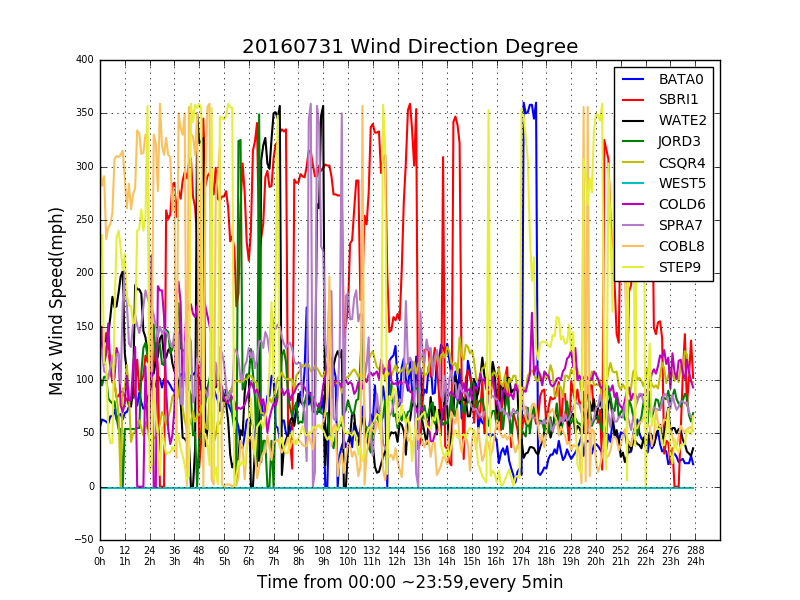 20160731 Wind Direction Degree
Max Wind Speed(mph)
400
350
300
250
200
150
100
50
0
−50
BATA0
SBRI1
WATE2
JORD3
CSQR4
WEST5
COLD6
SPRA7
COBL8
STEP9
0 12 24 36 48 60 72 84 96 108 120 132 144 156 168 180 192 204 216 228 240 252 264 276 288
0h 1h 2h 3h 4h 5h 6h 7h 8h 9h 10h 11h 12h 13h 14h 15h 16h 17h 18h 19h 20h 21h 22h 23h 24h
Time from 00:00 ~23:59,every 5min